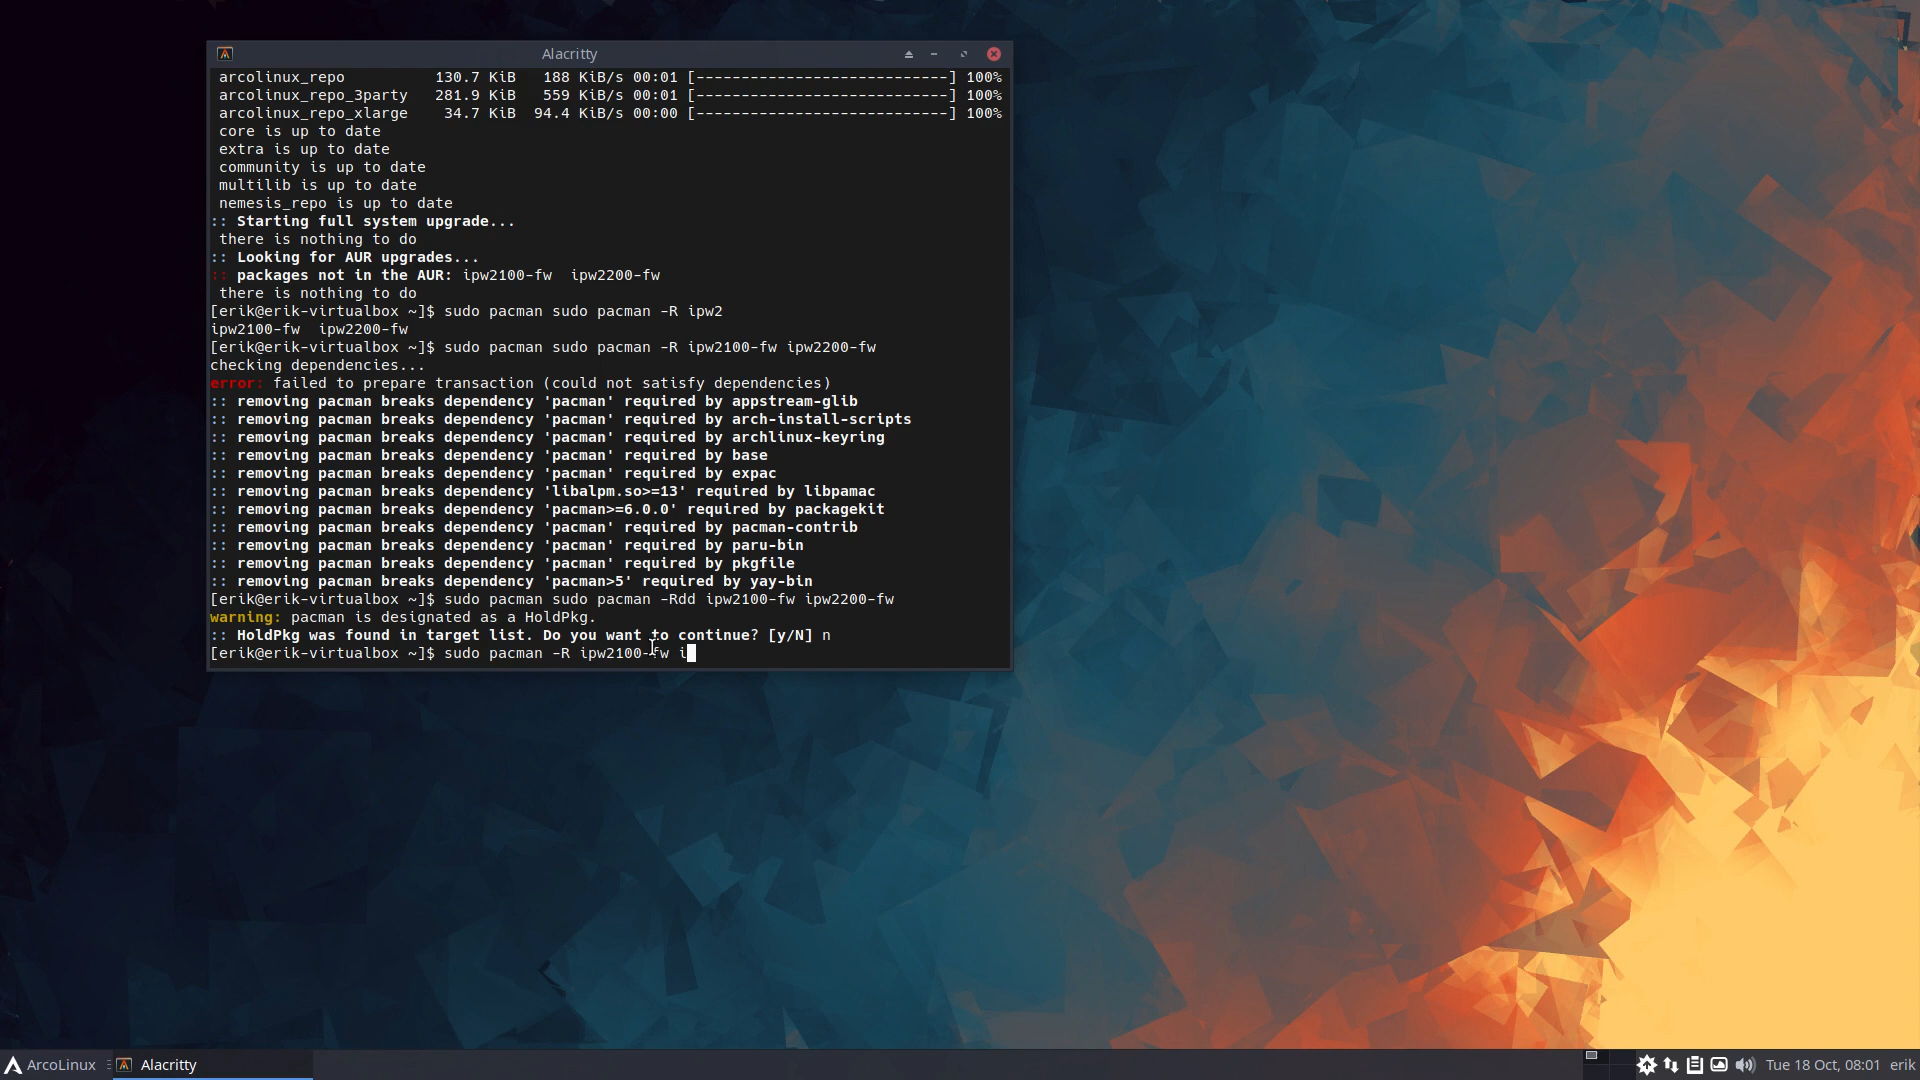 Alacritty
arcolinux_repo 130.7 KiB 188 KiB/s 00:01 [----------------------------] 100%
arcolinux_repo_3party 281.9 KiB 559 KiB/s 00:01 [----------------------------] 100%
arcolinux_repo_xlarge 34.7 KiB 94.4 KiB/s 00:00 [----------------------------] 100%
core is up to date
extra is up to date
community is up to date
multilib is up to date
nemesis_repo is up to date
:: Starting full system upgrade...
there is nothing to do
:: Looking for AUR upgrades...
:: packages not in the AUR: ipw2100-fw ipw2200-fw
there is nothing to do
[erik@erik-virtualbox ~]$ sudo pacman sudo pacman -R ipw2
ipw2100-fw ipw2200-fw
[erik@erik-virtualbox ~]$ sudo pacman sudo pacman -R ipw2100-fw ipw2200-fw
checking dependencies...
error: failed to prepare transaction (could not satisfy dependencies)
:: removing pacman breaks dependency 'pacman' required by appstream-glib
:: removing pacman breaks dependency 'pacman' required by arch-install-scripts
:: removing pacman breaks dependency 'pacman' required by archlinux-keyring
:: removing pacman breaks dependency 'pacman' required by base
:: removing pacman breaks dependency 'pacman' required by expac
:: removing pacman breaks dependency 'libalpm.so>=13' required by libpamac
:: removing pacman breaks dependency 'pacman>=6.0.0' required by packagekit
:: removing pacman breaks dependency 'pacman' required by pacman-contrib
:: removing pacman breaks dependency 'pacman' required by paru-bin
:: removing pacman breaks dependency 'pacman' required by pkgfile
:: removing pacman breaks dependency 'pacman>5' required by yay-bin
[erik@erik-virtualbox ~]$ sudo pacman sudo pacman -Rdd ipw2100-fw ipw2200-fw
warning: pacman is designated as a HoldPkg.
:: HoldPkg was found in target list. Do you want to continue? [y/N] n
[erik@erik-virtualbox ~]$ sudo pacman -R ipw2100-fw i
ArcoLinux Alacritty Tue 18 Oct, 08:01 erik